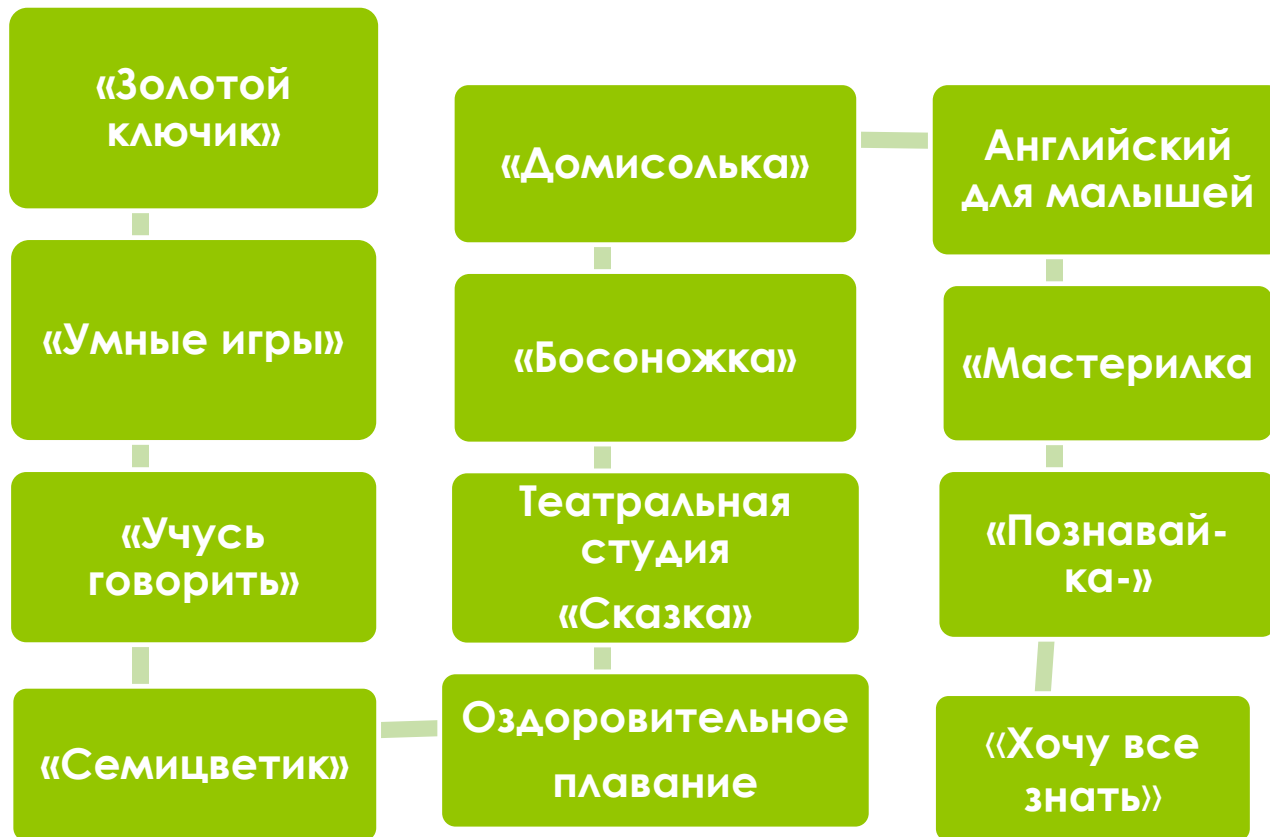 «Золотой
ключик»
«Умные игры»
«Учусь
говорить»
«Семицветик»
Оздоровительное
плавание
Театральная
студия
«Сказка»
«Босоножка»
«Домисолька»
Английский
для малышей
«Мастерилка
«Познавай-
ка-»
«Хочу все
знать»